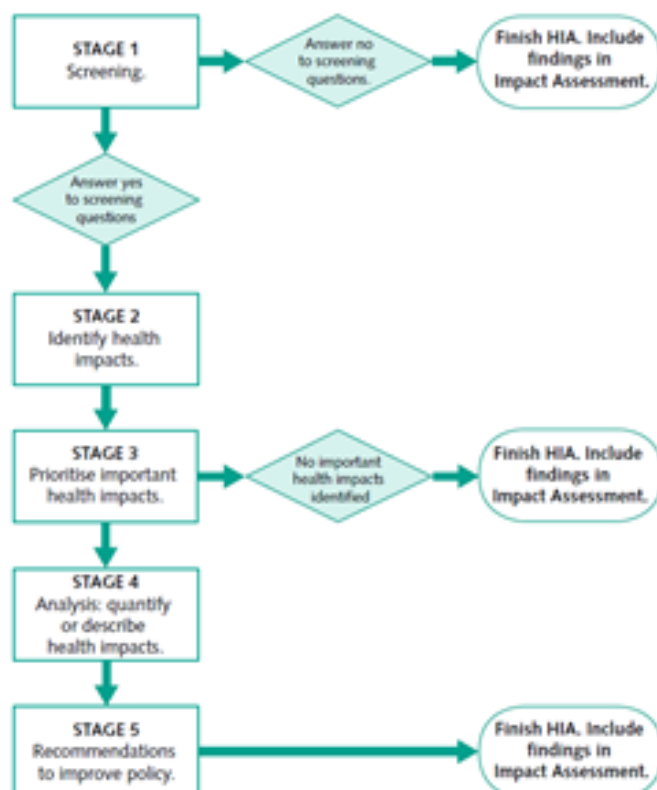 STAGE 1
Screening.
Answer no
to screening
questions.
Finish HIA. Include
findings in
Impact Assessment.
Answer yes
to screening
questions
STAGE 2
Identify health
impacts.
STAGE 3
Prioritise important
health impacts.
No important
health impacts
identified
Finish HIA. Include
findings in
Impact Assessment.
STAGE 4
Analysis: quantify
or describe
health impacts.
STAGE 5
Recommendations
to improve policy.
Finish HIA. Include
findings in
Impact Assessment.